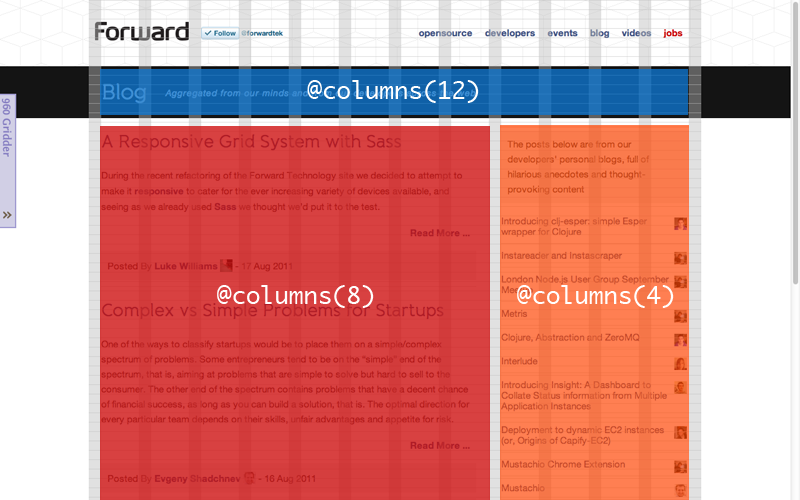 Forward
Follow @forwardtek
opensource developers events blog videos jobs
960 Gridder
»
Blog
Aggregated from our minds and
@columns(12)
A Responsive Grid System with Sass
During the recent refactoring of the Forward Technology site we decided to attempt to
make it responsive to cater for the ever increasing variety of devices available, and
seeing as we already used Sass we thought we'd put it to the test.
Read More ...
Posted By Luke Williams - 17 Aug 2011
@columns(8)
Complex vs Simple Problems for Startups
One of the ways to classify startups would be to place them on a simple/complex
spectrum of problems. Some entrepreneurs tend to be on the "simple" end of the
spectrum, that is, aiming at problems that are simple to solve but hard to sell to the
consumer. The other end of the spectrum contains problems that have a decent chance
of financial success, as long as you can build a solution, that is. The optimal direction for
every particular team depends on their skills, unfair advantages and appetite for risk.
Read More ...
Posted By Evgany Shadchnev - 16 Aug 2011
The posts below are from our
developers' personal blogs, full of
hilarious anecdotes and thought-
provoking content
Introducing clj-esper: simple Esper
wrapper for Clojure
Instareader and Instascraper
London Node.js User Group September
@columns(4)
Metris
Clojure, Abstraction and ZeroMQ
Interlude
Introducing Insight: A Dashboard to
Collate Status information from Multiple
Application Instances
Deployment to dynamic EC2 instances
(or, Origins of Capify-EC2)
Mustachio Chrome Extension
Mustachio